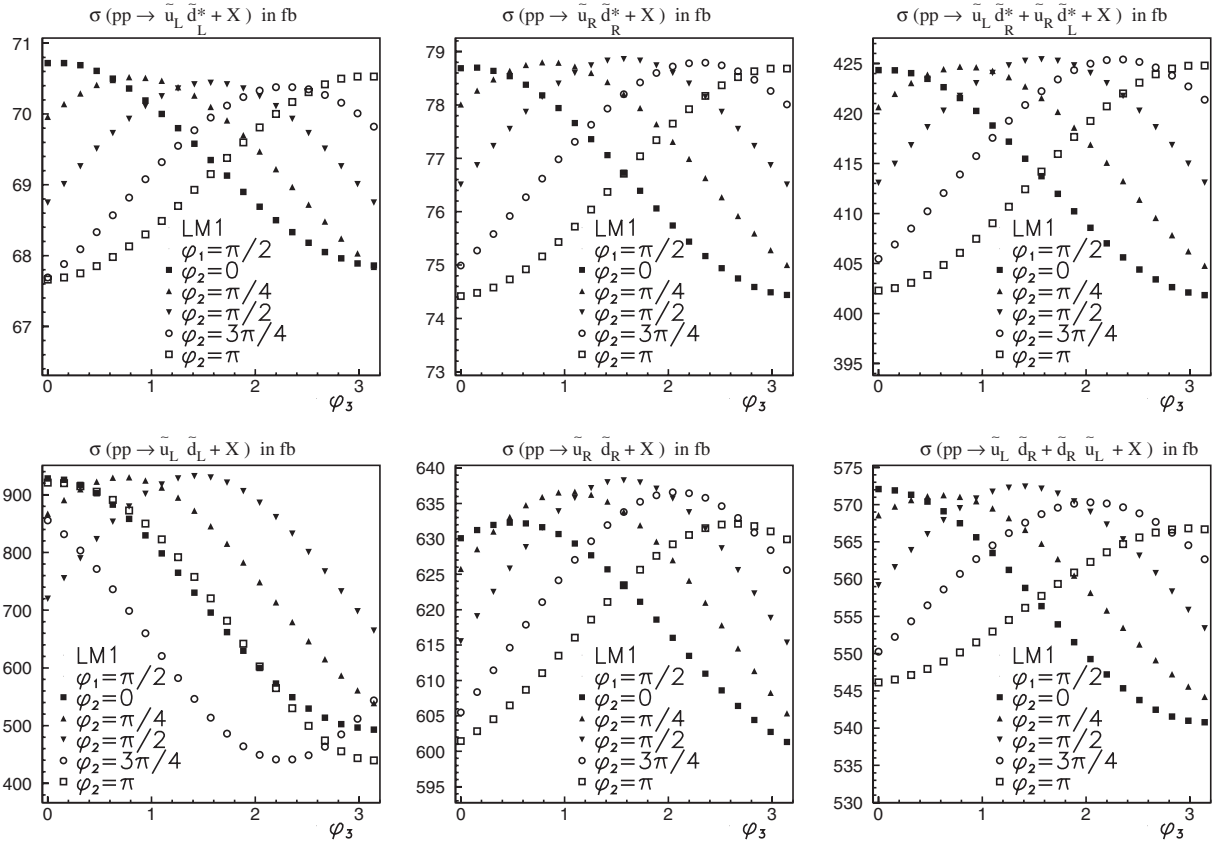 σ (pp → ũ_L d̃*_L + X) in fb
71
70
69
68
67
LM1
φ₁=π/2
φ₂=0
φ₂=π/4
φ₂=π/2
φ₂=3π/4
φ₂=π
0 1 2 3
φ₃
σ (pp → ũ_R d̃*_R + X) in fb
79
78
77
76
75
74
73
LM1
φ₁=π/2
φ₂=0
φ₂=π/4
φ₂=π/2
φ₂=3π/4
φ₂=π
0 1 2 3
φ₃
σ (pp → ũ_L d̃*_R + ũ_R d̃*_L + X) in fb
425
420
415
410
405
400
395
LM1
φ₁=π/2
φ₂=0
φ₂=π/4
φ₂=π/2
φ₂=3π/4
φ₂=π
0 1 2 3
φ₃
σ (pp → ũ_L d̃_L + X) in fb
900
800
700
600
500
400
LM1
φ₁=π/2
φ₂=0
φ₂=π/4
φ₂=π/2
φ₂=3π/4
φ₂=π
0 1 2 3
φ₃
σ (pp → ũ_R d̃_R + X) in fb
640
635
630
625
620
615
610
605
600
595
LM1
φ₁=π/2
φ₂=0
φ₂=π/4
φ₂=π/2
φ₂=3π/4
φ₂=π
0 1 2 3
φ₃
σ (pp → ũ_L d̃_R + d̃_R ũ_L + X) in fb
575
570
565
560
555
550
545
540
535
530
LM1
φ₁=π/2
φ₂=0
φ₂=π/4
φ₂=π/2
φ₂=3π/4
φ₂=π
0 1 2 3
φ₃